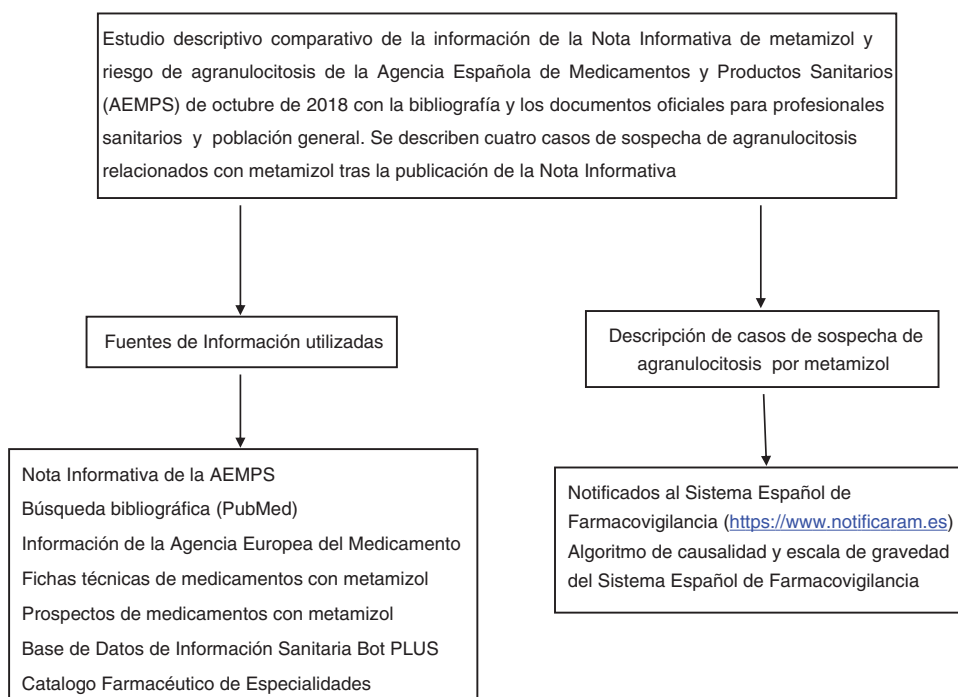 Estudio descriptivo comparativo de la información de la Nota Informativa de metamizol y
riesgo de agranulocitosis de la Agencia Española de Medicamentos y Productos Sanitarios
(AEMPS) de octubre de 2018 con la bibliografía y los documentos oficiales para profesionales
sanitarios y población general. Se describen cuatro casos de sospecha de agranulocitosis
relacionados con metamizol tras la publicación de la Nota Informativa
Fuentes de Información utilizadas
Nota Informativa de la AEMPS
Búsqueda bibliográfica (PubMed)
Información de la Agencia Europea del Medicamento
Fichas técnicas de medicamentos con metamizol
Prospectos de medicamentos con metamizol
Base de Datos de Información Sanitaria Bot PLUS
Catalogo Farmacéutico de Especialidades
Descripción de casos de sospecha de
agranulocitosis por metamizol
Notificados al Sistema Español de
Farmacovigilancia (https://www.notificaram.es)
Algoritmo de causalidad y escala de gravedad
del Sistema Español de Farmacovigilancia